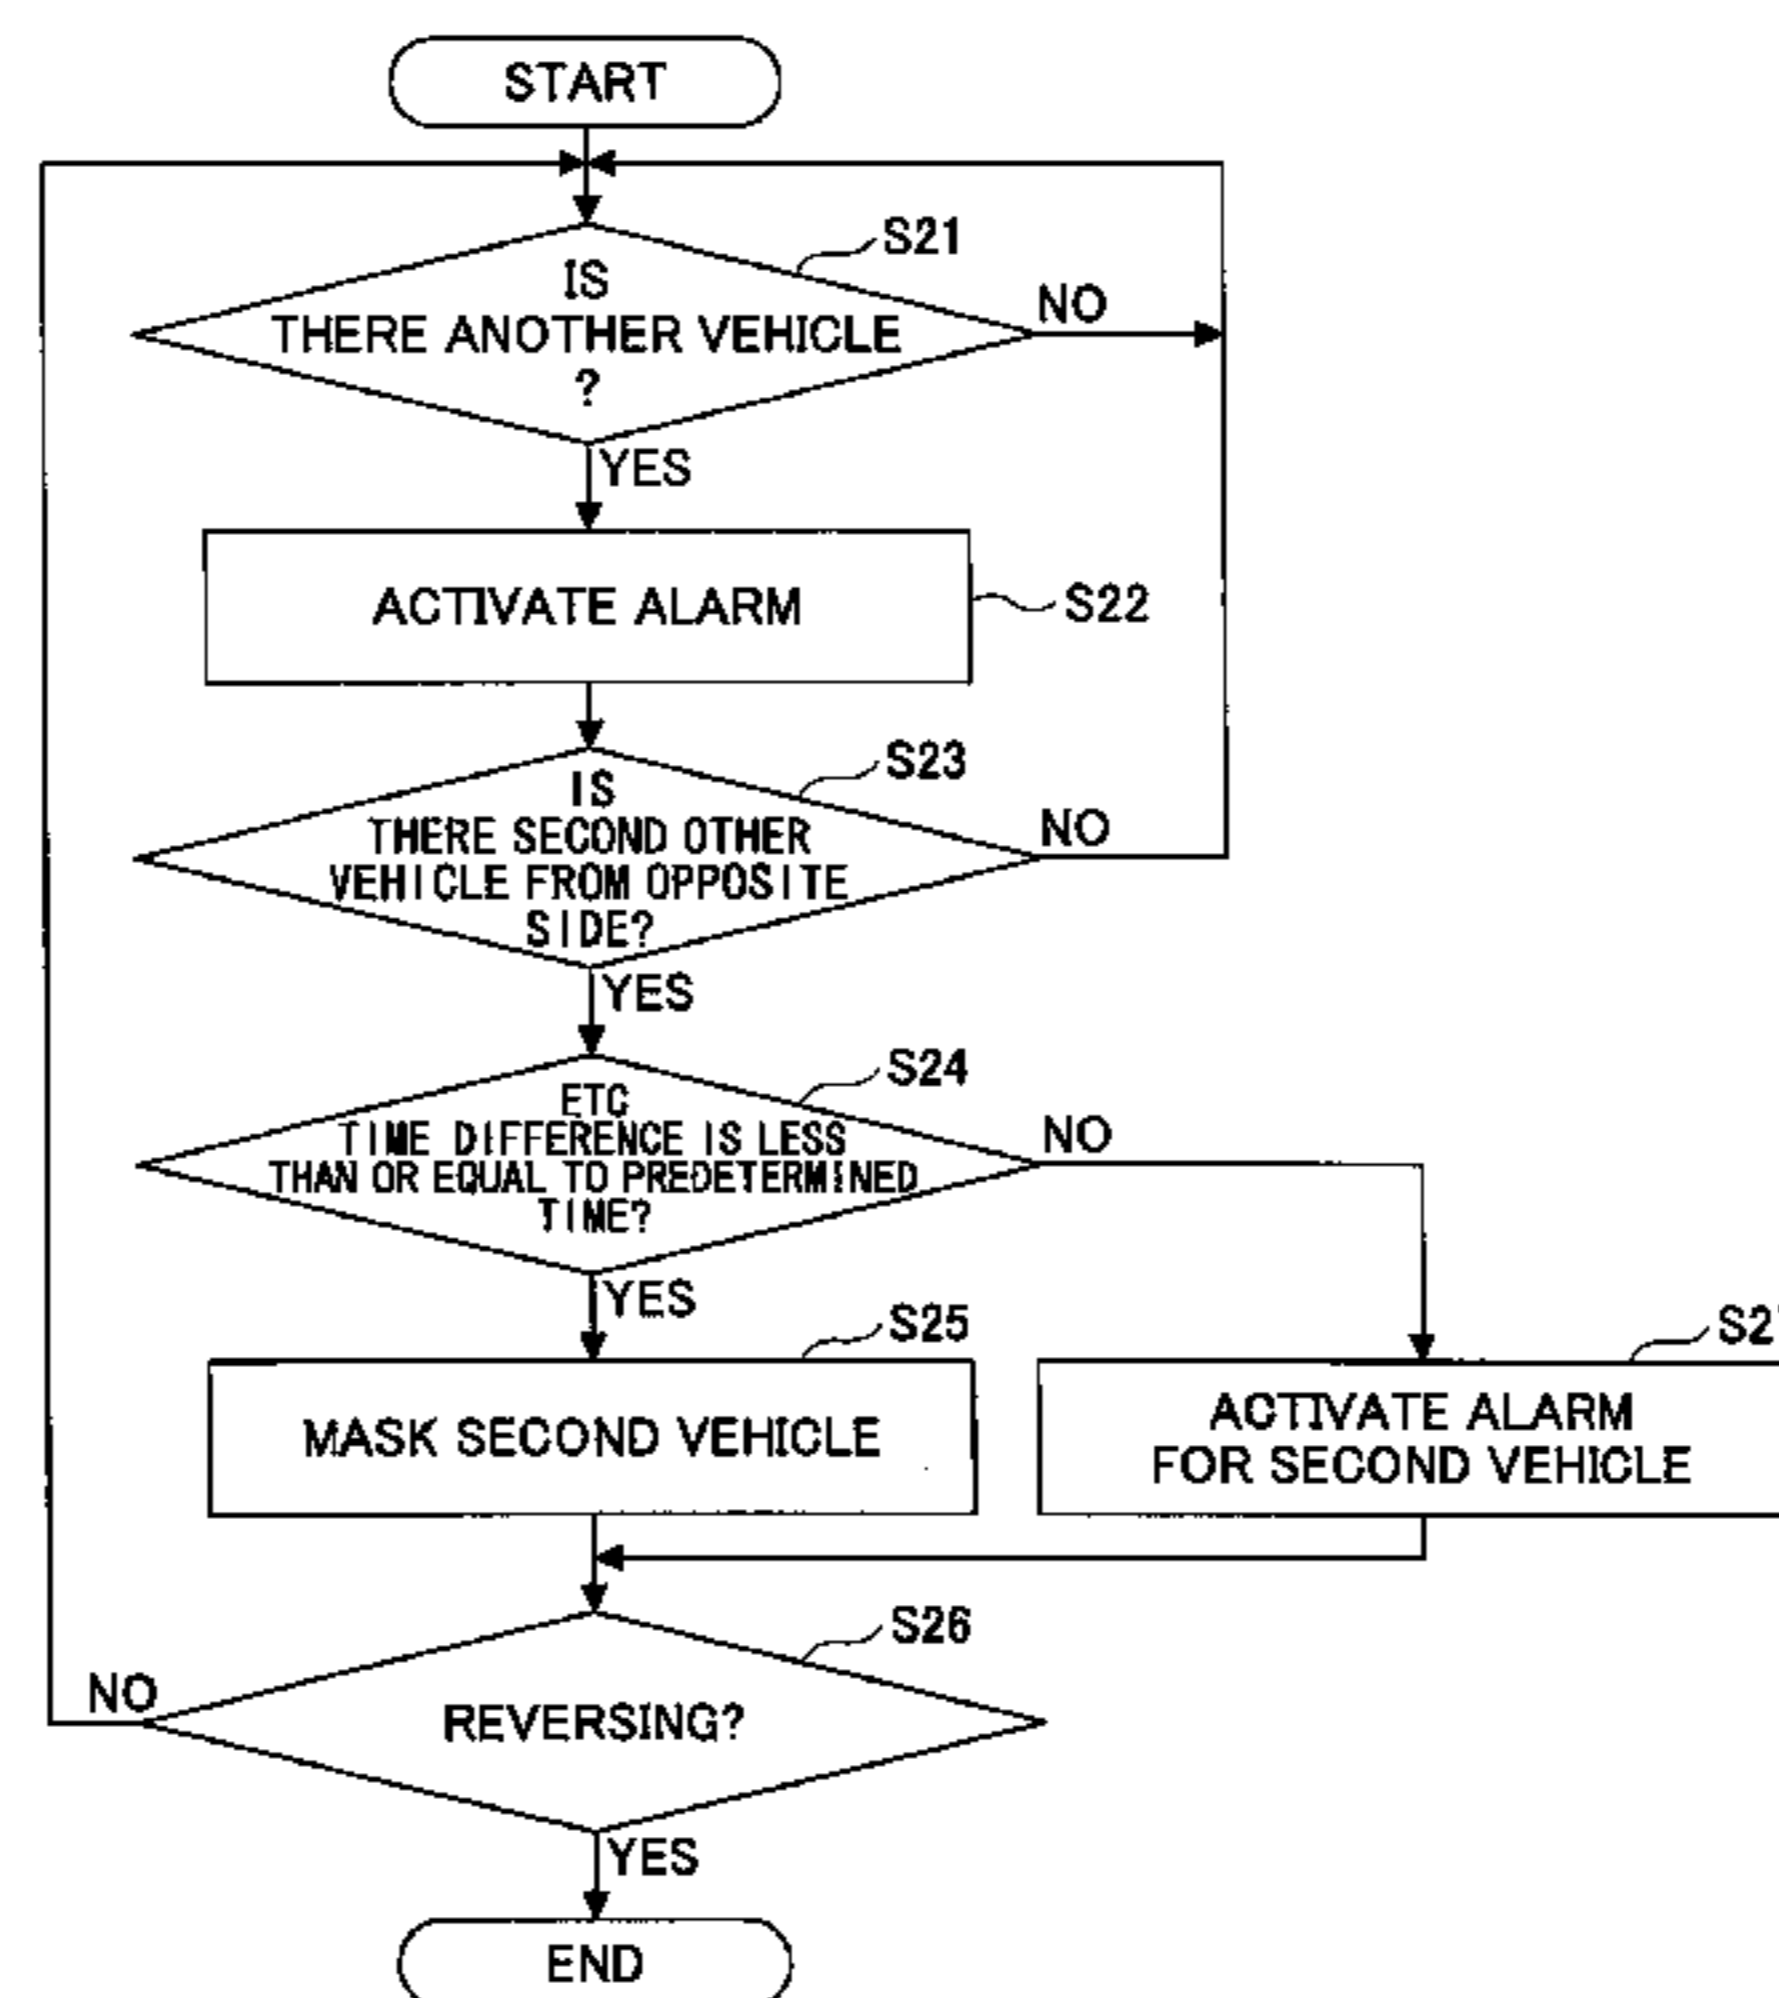 START
S21
IS
THERE ANOTHER VEHICLE
?
NO
YES
ACTIVATE ALARM
S22
S23
IS
THERE SECOND OTHER
VEHICLE FROM OPPOSITE
SIDE?
NO
YES
S24
ETC
TIME DIFFERENCE IS LESS
THAN OR EQUAL TO PREDETERMINED
TIME?
NO
YES
S25
MASK SECOND VEHICLE
ACTIVATE ALARM
FOR SECOND VEHICLE
S26
REVERSING?
NO
YES
END